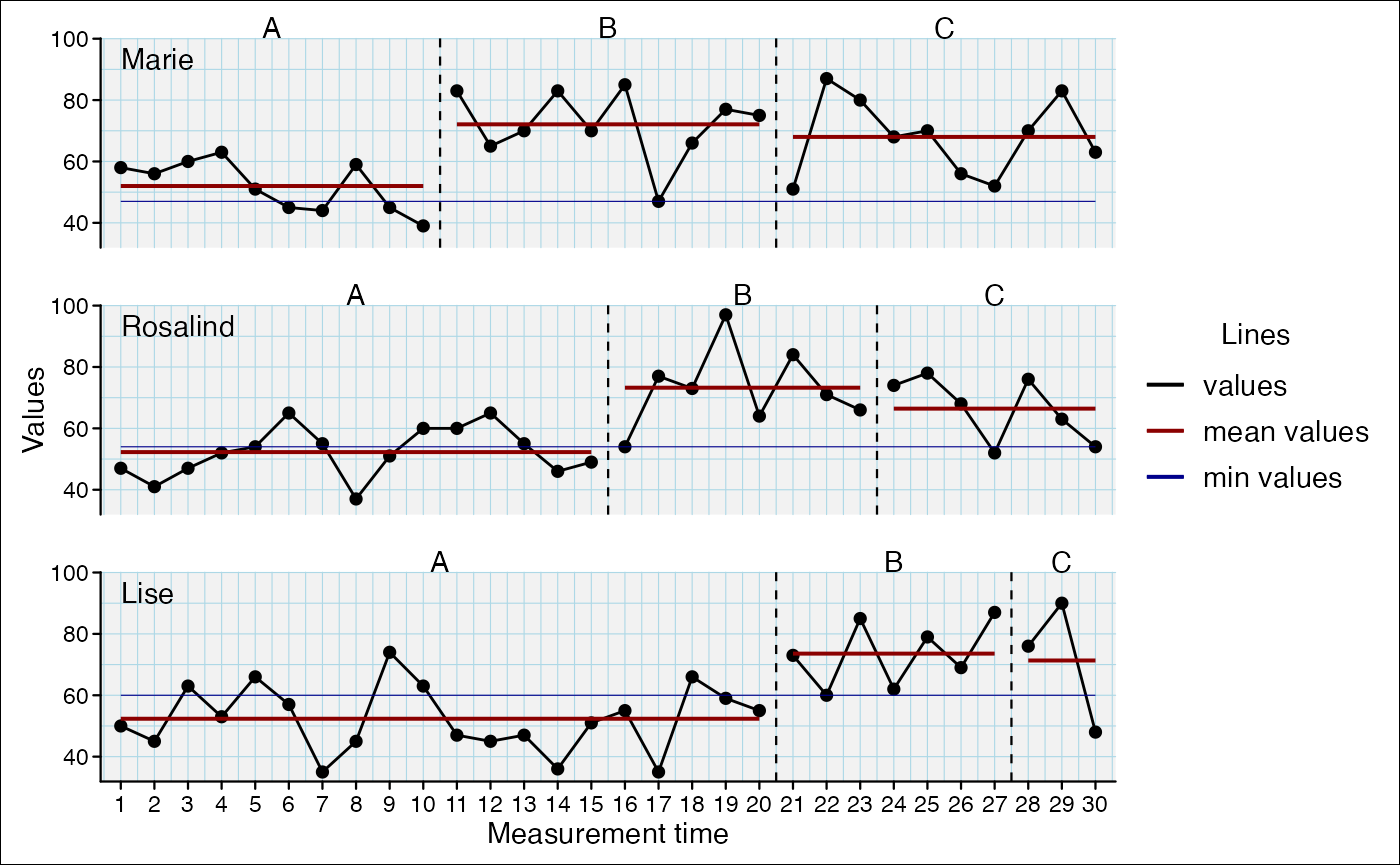 A B C
100
Marie
80
60
40
A B C
100
Rosalind
80
60
40
Values
A B C
100
Lise
80
60
40
1 2 3 4 5 6 7 8 9 10 11 12 13 14 15 16 17 18 19 20 21 22 23 24 25 26 27 28 29 30
Measurement time
Lines
values
mean values
min values